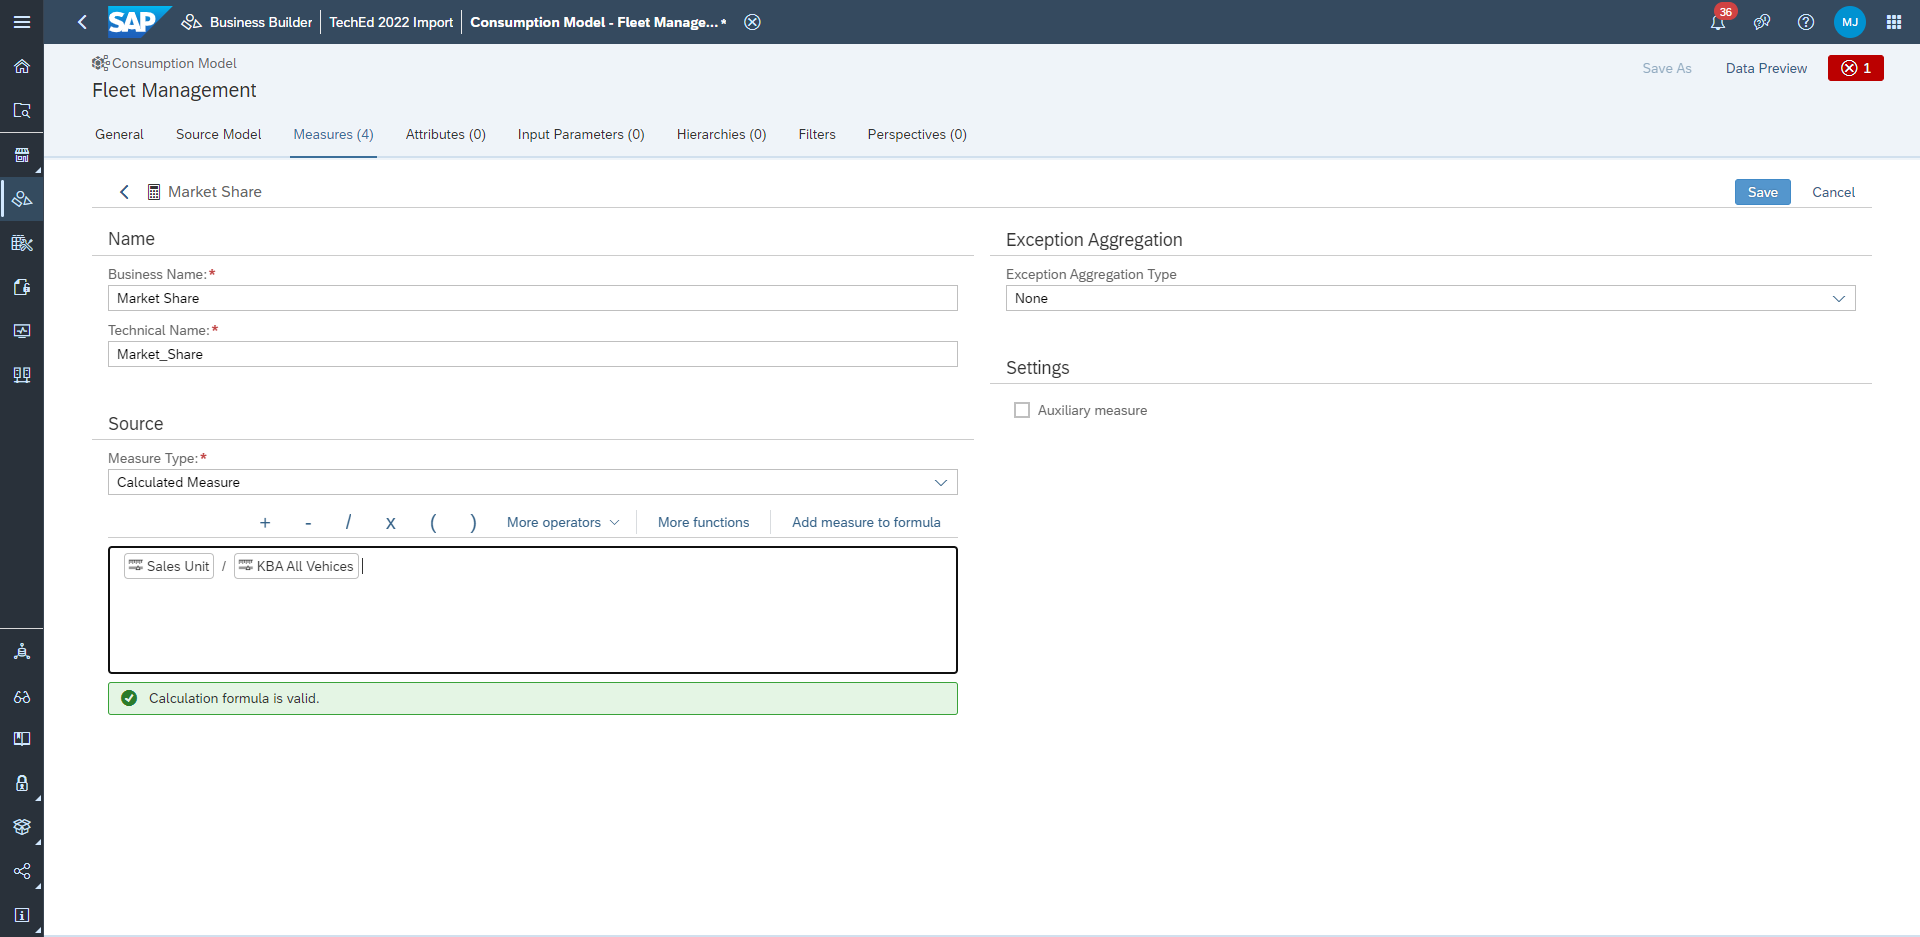 SAP Business Builder TechEd 2022 Import Consumption Model - Fleet Manage... * 36 MJ
Consumption Model
Fleet Management
Save As Data Preview 1
General Source Model Measures (4) Attributes (0) Input Parameters (0) Hierarchies (0) Filters Perspectives (0)
Market Share
Save Cancel
Name
Business Name:*
Market Share
Technical Name:*
Market_Share
Source
Measure Type:*
Calculated Measure
+ - / x ( ) More operators More functions Add measure to formula
Sales Unit / KBA All Vehices
Calculation formula is valid.
Exception Aggregation
Exception Aggregation Type
None
Settings
Auxiliary measure